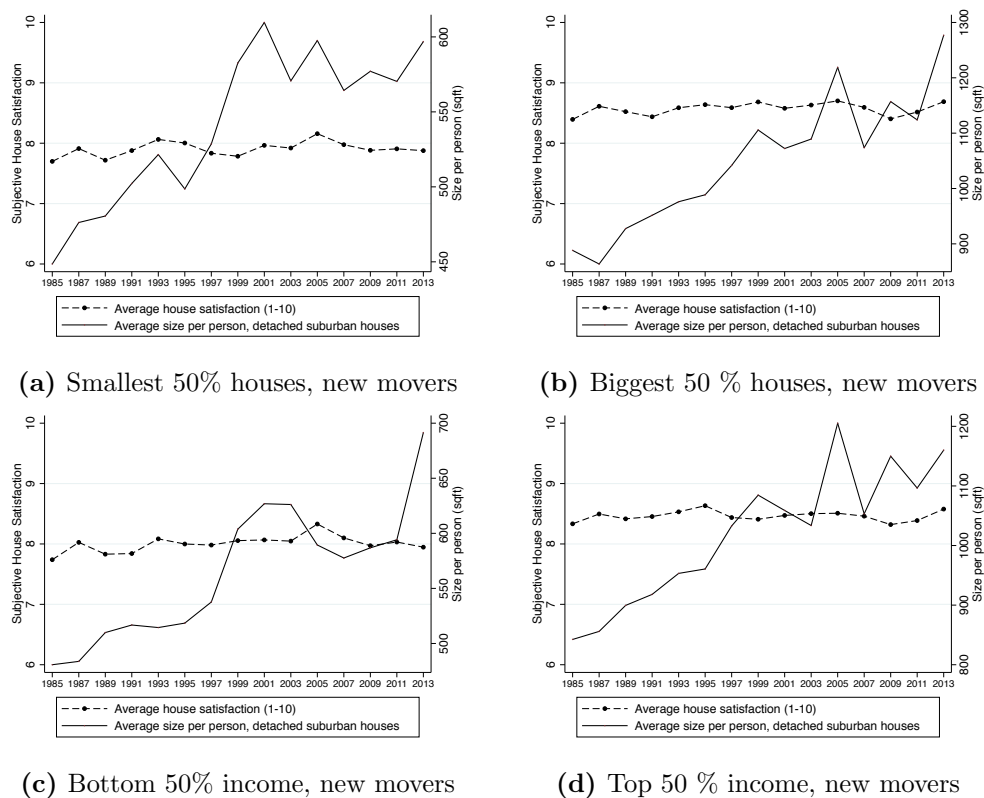 10
9
8
7
6
Subjective House Satisfaction
600
550
500
450
Size per person (sqft)
1985 1987 1989 1991 1993 1995 1997 1999 2001 2003 2005 2007 2009 2011 2013
Average house satisfaction (1-10)
Average size per person, detached suburban houses
(a) Smallest 50% houses, new movers
10
9
8
7
6
Subjective House Satisfaction
1300
1200
1100
1000
900
Size per person (sqft)
1985 1987 1989 1991 1993 1995 1997 1999 2001 2003 2005 2007 2009 2011 2013
Average house satisfaction (1-10)
Average size per person, detached suburban houses
(b) Biggest 50 % houses, new movers
10
9
8
7
6
Subjective House Satisfaction
700
650
600
550
500
Size per person (sqft)
1985 1987 1989 1991 1993 1995 1997 1999 2001 2003 2005 2007 2009 2011 2013
Average house satisfaction (1-10)
Average size per person, detached suburban houses
(c) Bottom 50% income, new movers
10
9
8
7
6
Subjective House Satisfaction
1200
1100
1000
900
800
Size per person (sqft)
1985 1987 1989 1991 1993 1995 1997 1999 2001 2003 2005 2007 2009 2011 2013
Average house satisfaction (1-10)
Average size per person, detached suburban houses
(d) Top 50 % income, new movers